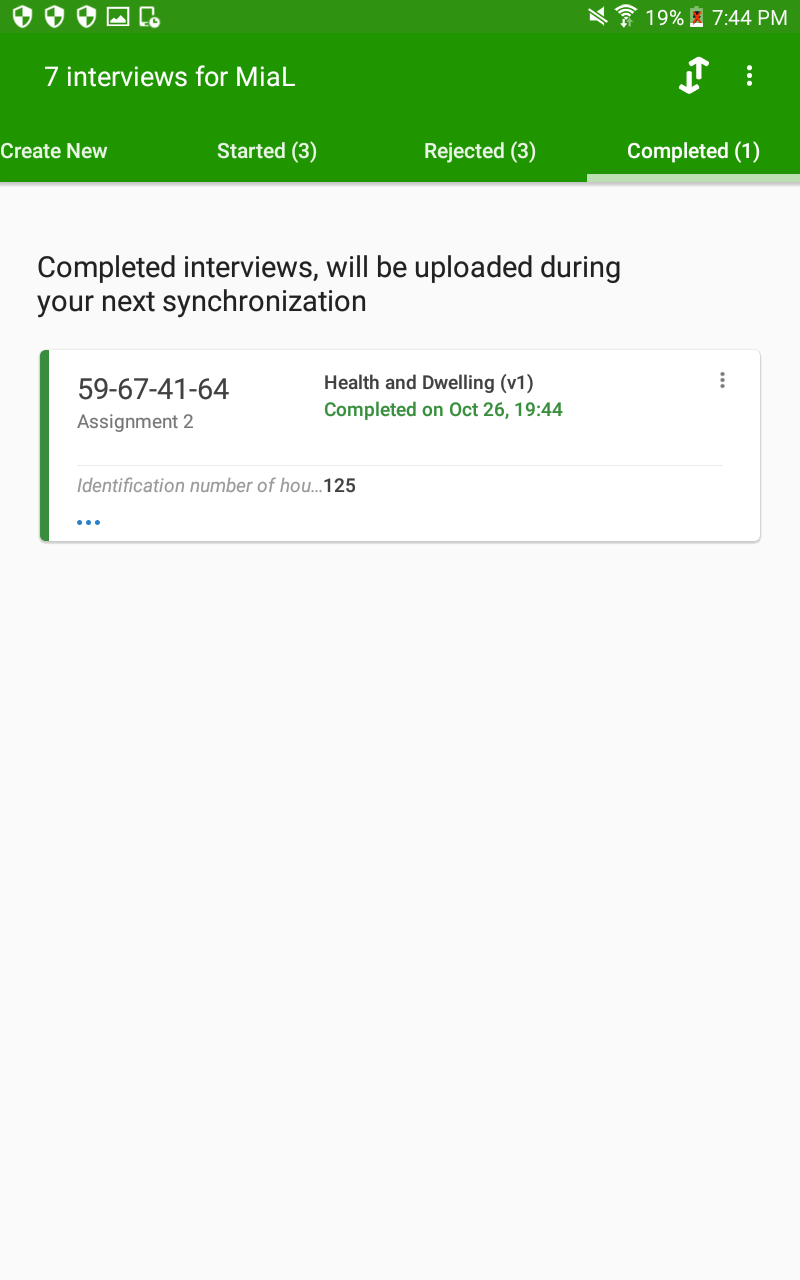 19% 7:44 PM
7 interviews for MiaL
Create New Started (3) Rejected (3) Completed (1)
Completed interviews, will be uploaded during
your next synchronization
59-67-41-64 Health and Dwelling (v1)
Assignment 2 Completed on Oct 26, 19:44
Identification number of hou...125